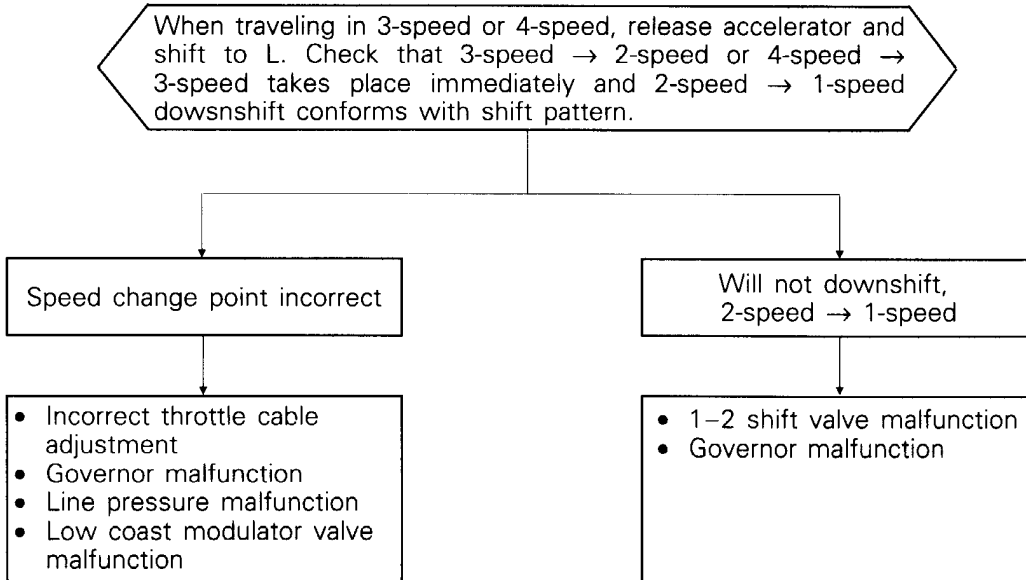 When traveling in 3-speed or 4-speed, release accelerator and
shift to L. Check that 3-speed → 2-speed or 4-speed →
3-speed takes place immediately and 2-speed → 1-speed
dowsnshift conforms with shift pattern.
Speed change point incorrect
Will not downshift,
2-speed → 1-speed
• Incorrect throttle cable
adjustment
• Governor malfunction
• Line pressure malfunction
• Low coast modulator valve
malfunction
• 1–2 shift valve malfunction
• Governor malfunction